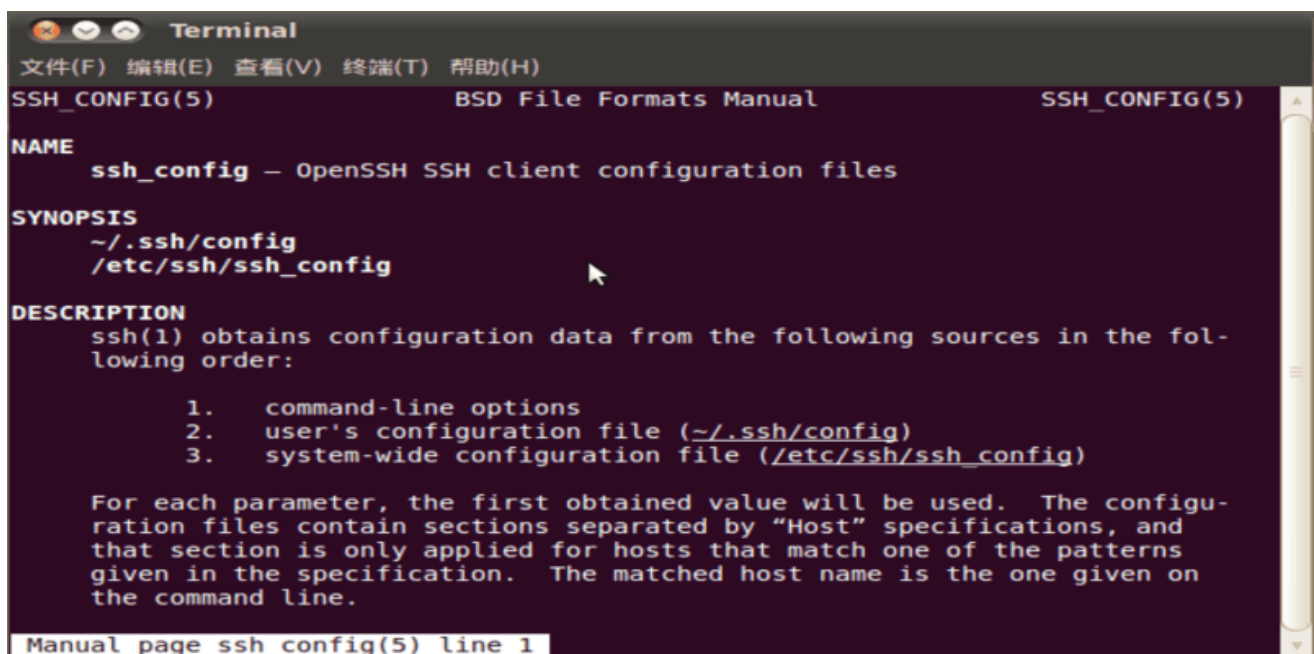 Terminal
文件(F) 编辑(E) 查看(V) 终端(T) 帮助(H)
SSH_CONFIG(5) BSD File Formats Manual SSH_CONFIG(5)
NAME
ssh_config — OpenSSH SSH client configuration files
SYNOPSIS
~/.ssh/config
/etc/ssh/ssh_config
DESCRIPTION
ssh(1) obtains configuration data from the following sources in the fol-
lowing order:
1. command-line options
2. user's configuration file (~/.ssh/config)
3. system-wide configuration file (/etc/ssh/ssh_config)
For each parameter, the first obtained value will be used. The configu-
ration files contain sections separated by “Host” specifications, and
that section is only applied for hosts that match one of the patterns
given in the specification. The matched host name is the one given on
the command line.
Manual page ssh_config(5) line 1